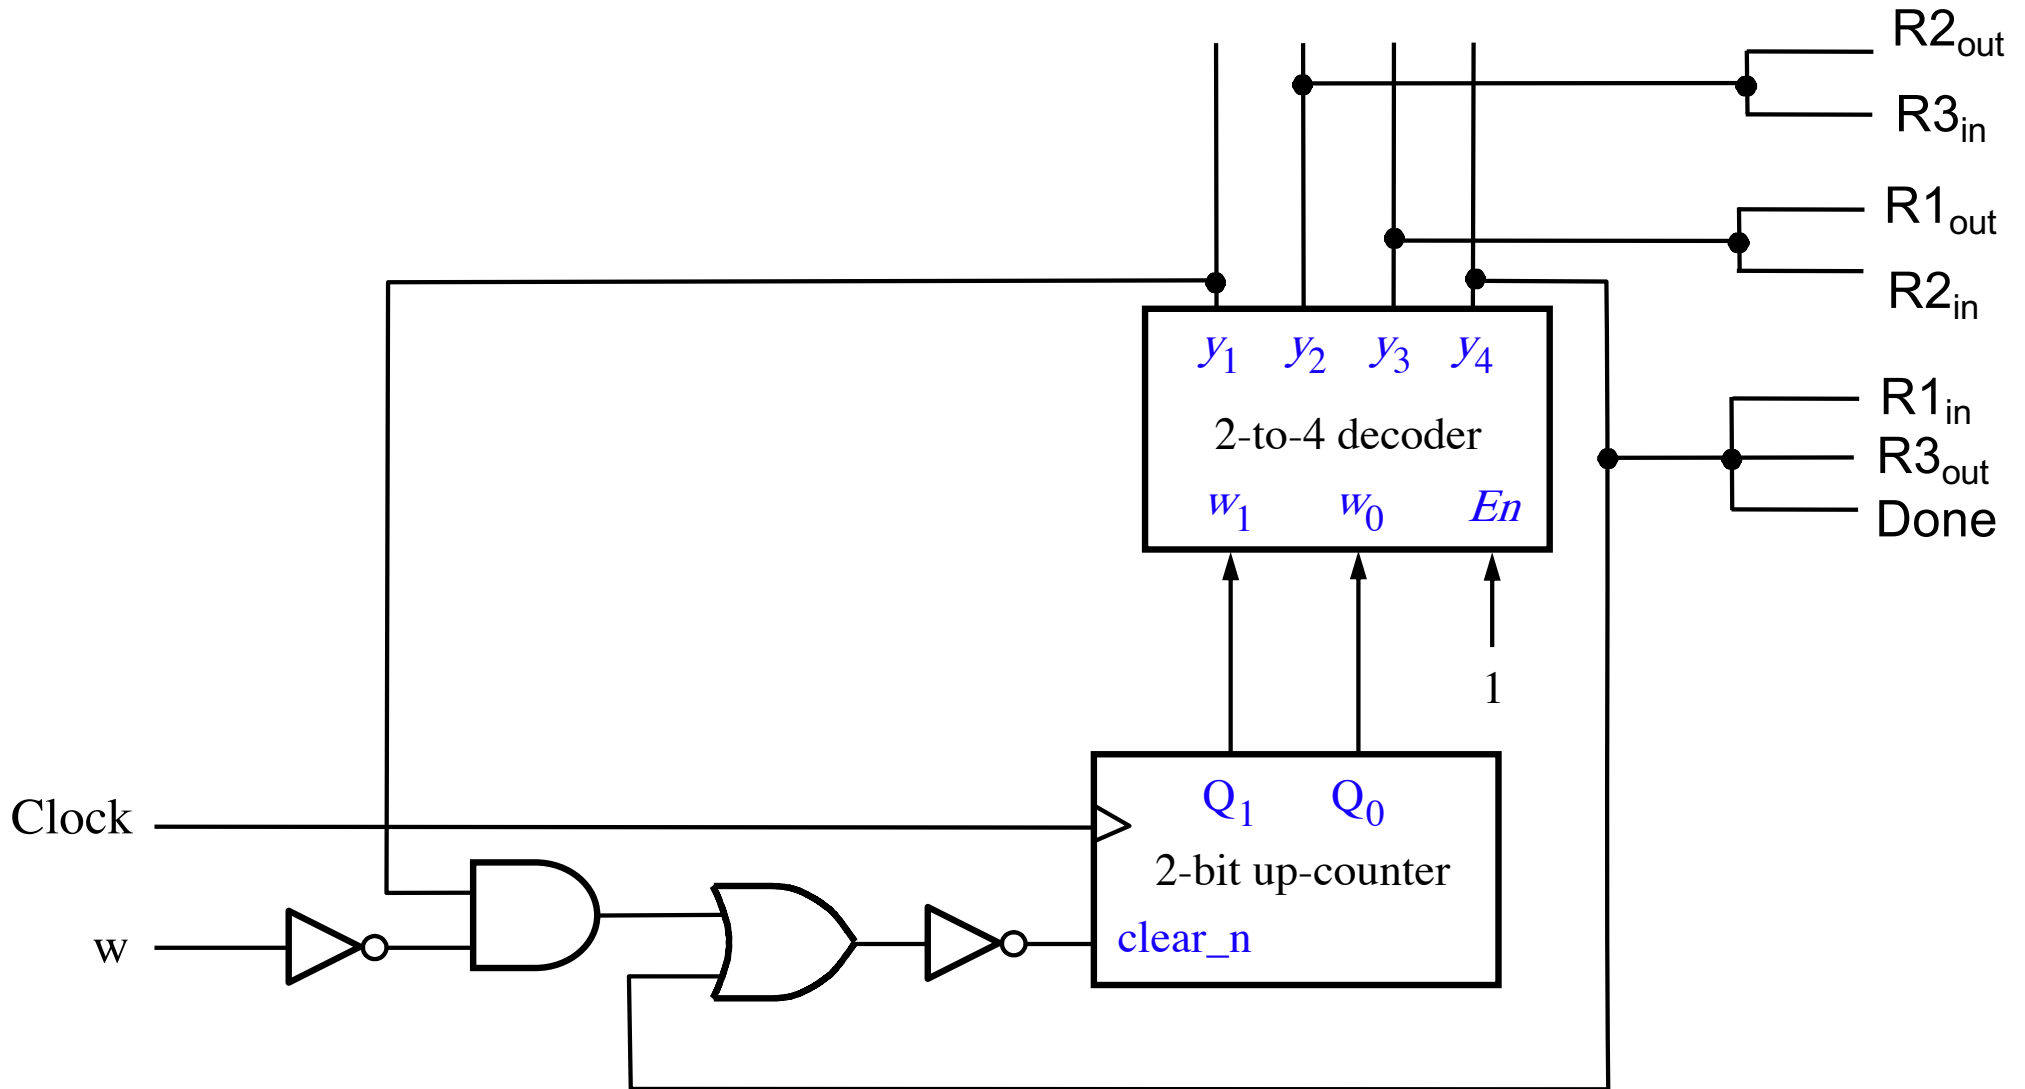 R2out
R3in
R1out
R2in
y1 y2 y3 y4
R1in
2-to-4 decoder
R3out
w1 w0 En
Done
1
Q1 Q0
Clock
2-bit up-counter
clear_n
w